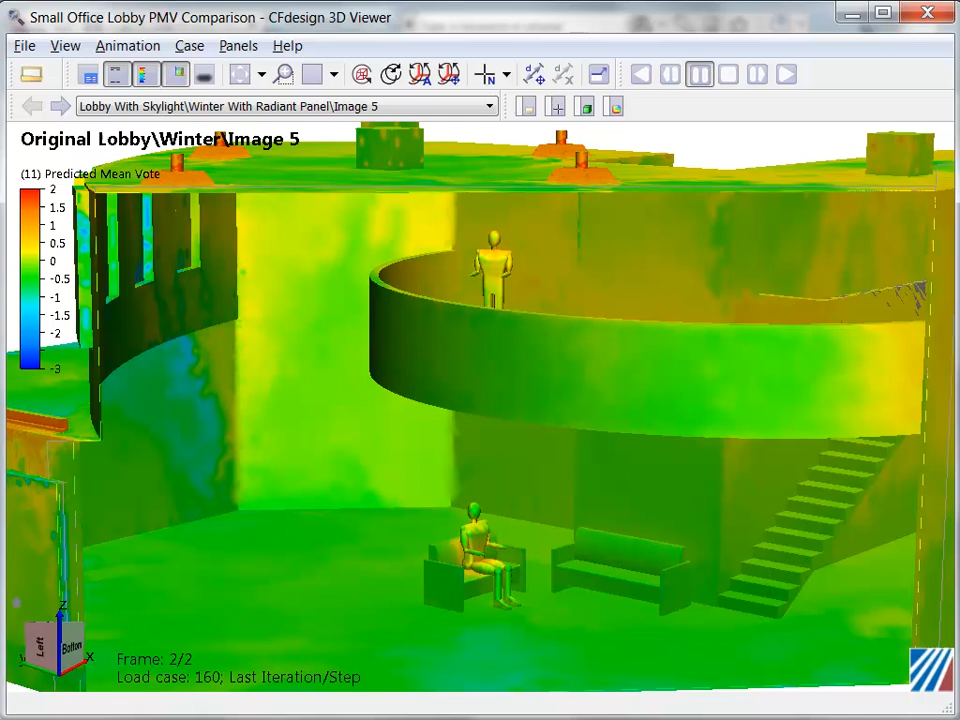 Small Office Lobby PMV Comparison - CFdesign 3D Viewer
File View Animation Case Panels Help
Lobby With Skylight\Winter With Radiant Panel\Image 5
Original Lobby\Winter\Image 5
(11) Predicted Mean Vote
2
1.5
1
0.5
0
-0.5
-1
-1.5
-2
-3
Z
Left
Bottom
X
Frame: 2/2
Load case: 160; Last Iteration/Step